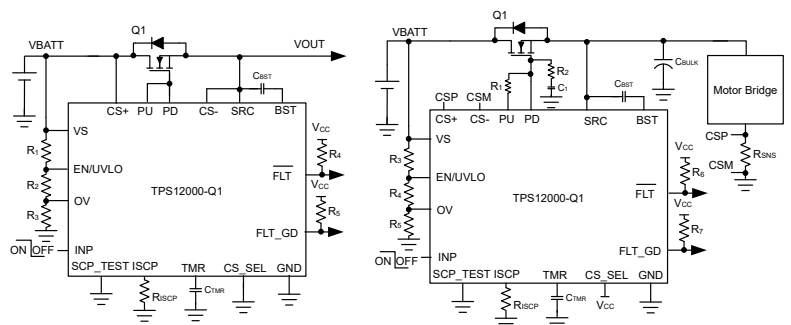 Q1
VBATT
VOUT
CBST
CS+
PU
PD
CS-
SRC
BST
VS
R1
EN/UVLO
R2
OV
R3
TPS12000-Q1
VCC
R4
FLT
VCC
R5
FLT_GD
ON OFF
INP
SCP_TEST
ISCP
TMR
CS_SEL
GND
RISCP
CTMR
Q1
VBATT
R2
C1
R1
CBST
CBULK
Motor Bridge
CSP
CSM
RSNS
CSP
CSM
CS+
CS-
PU
PD
SRC
BST
VS
R3
EN/UVLO
R4
OV
R5
TPS12000-Q1
VCC
R6
FLT
VCC
R7
FLT_GD
ON OFF
INP
SCP_TEST
ISCP
TMR
CS_SEL
GND
RISCP
CTMR
VCC